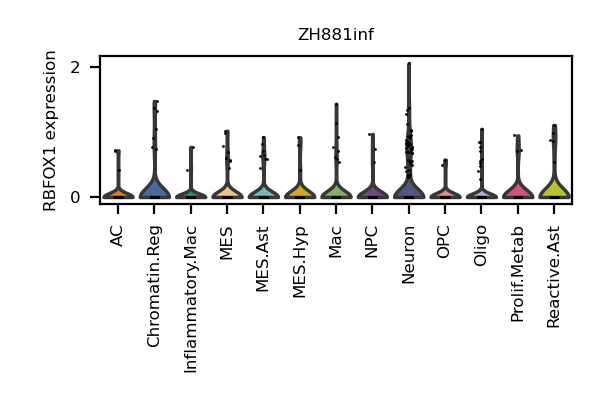 ZH881inf
RBFOX1 expression
2
0
AC
Chromatin.Reg
Inflammatory.Mac
MES
MES.Ast
MES.Hyp
Mac
NPC
Neuron
OPC
Oligo
Prolif.Metab
Reactive.Ast